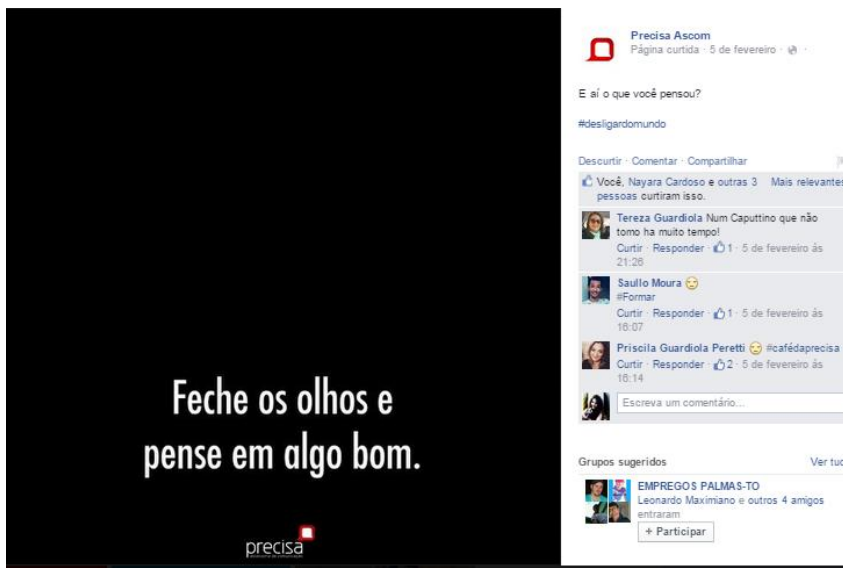 Feche os olhos e
pense em algo bom.
precisa
Precisa Ascom
Página curtida · 5 de fevereiro ·
E aí o que você pensou?
#desligardomundo
Descurtir · Comentar · Compartilhar
Você, Nayara Cardoso e outras 3 Mais relevantes
pessoas curtiram isso.
Tereza Guardiola Num Caputtino que não
tomo ha muito tempo!
Curtir · Responder · 1 · 5 de fevereiro às
21:26
Saullo Moura
#Formar
Curtir · Responder · 1 · 5 de fevereiro às
16:07
Priscila Guardiola Peretti #cafédaprecisa
Curtir · Responder · 2 · 5 de fevereiro às
16:14
Escreva um comentário...
Grupos sugeridos Ver tud
EMPREGOS PALMAS-TO
Leonardo Maximiano e outros 4 amigos
entraram
+ Participar